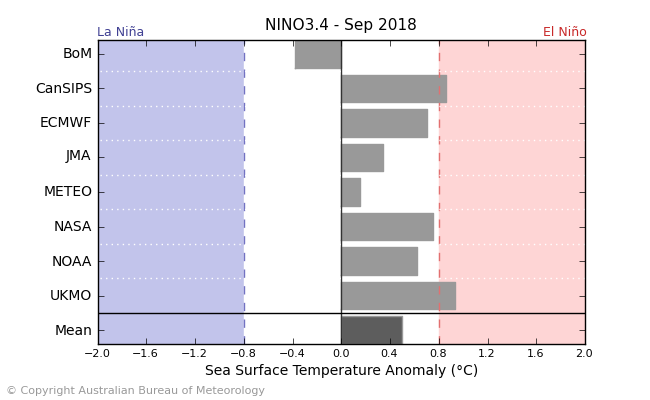 NINO3.4 - Sep 2018
La Niña
El Niño
BoM
CanSIPS
ECMWF
JMA
METEO
NASA
NOAA
UKMO
Mean
−2.0 −1.6 −1.2 −0.8 −0.4 0.0 0.4 0.8 1.2 1.6 2.0
Sea Surface Temperature Anomaly (°C)
© Copyright Australian Bureau of Meteorology